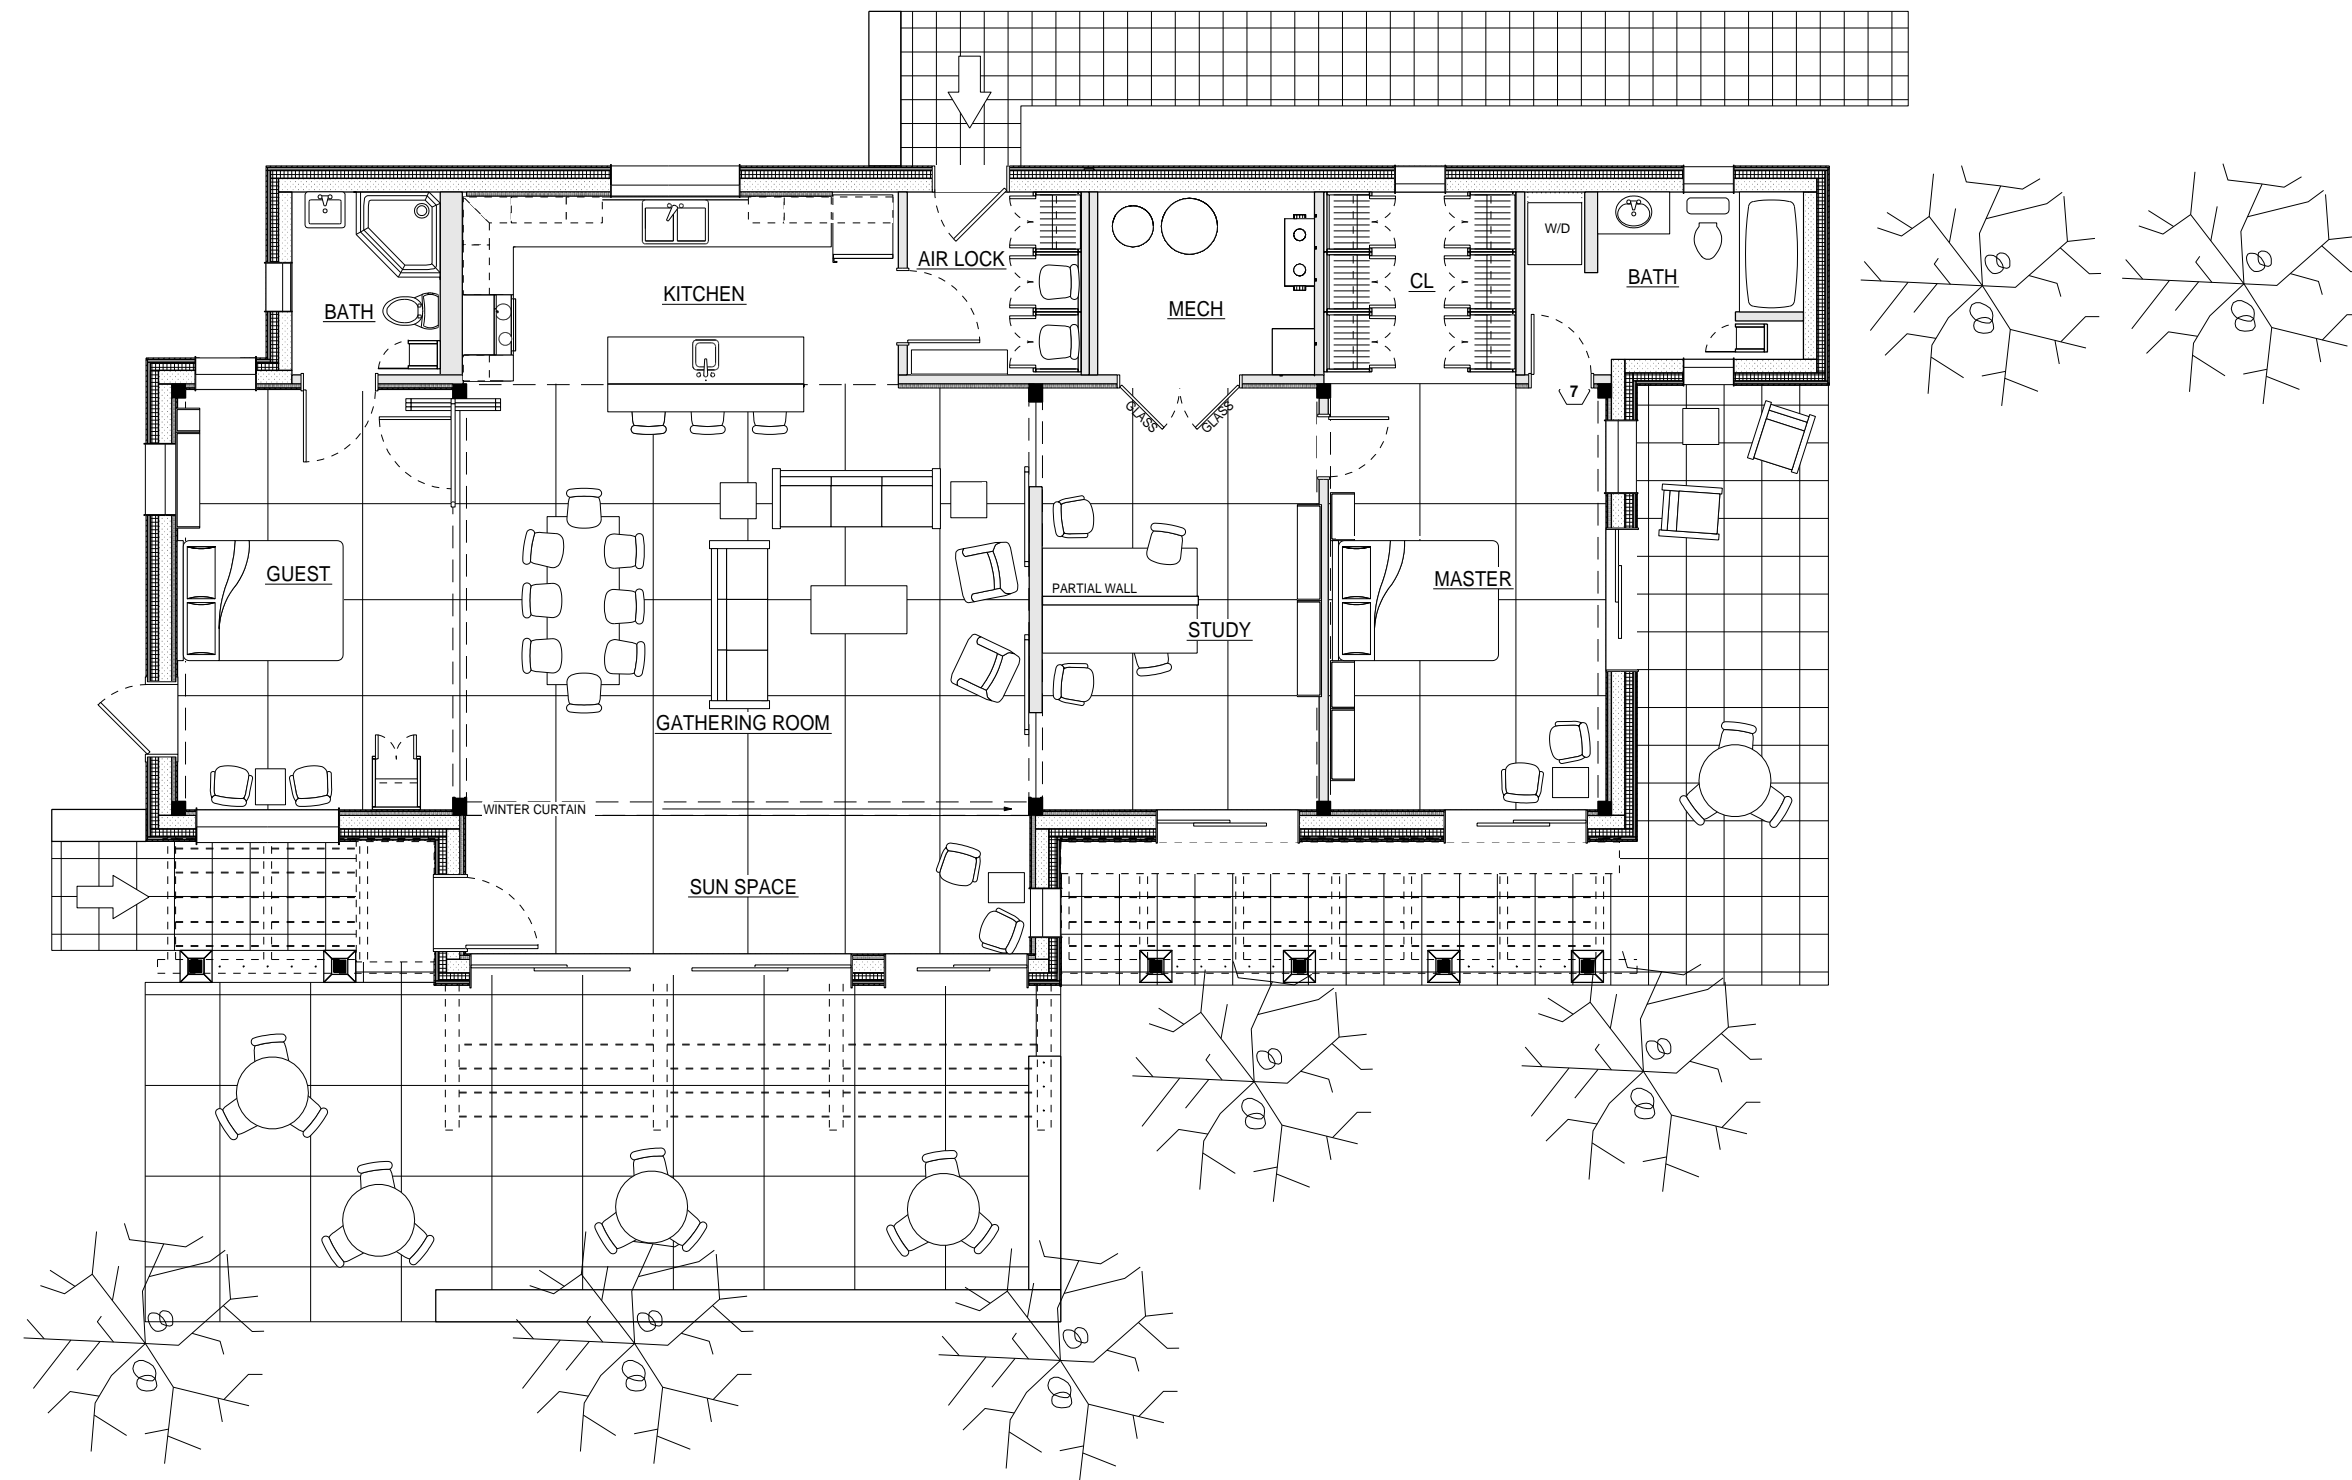 W/D
AIR LOCK
BATH
CL
KITCHEN
MECH
BATH
7
GLASS
GLASS
GUEST
MASTER
PARTIAL WALL
STUDY
GATHERING ROOM
WINTER CURTAIN
SUN SPACE